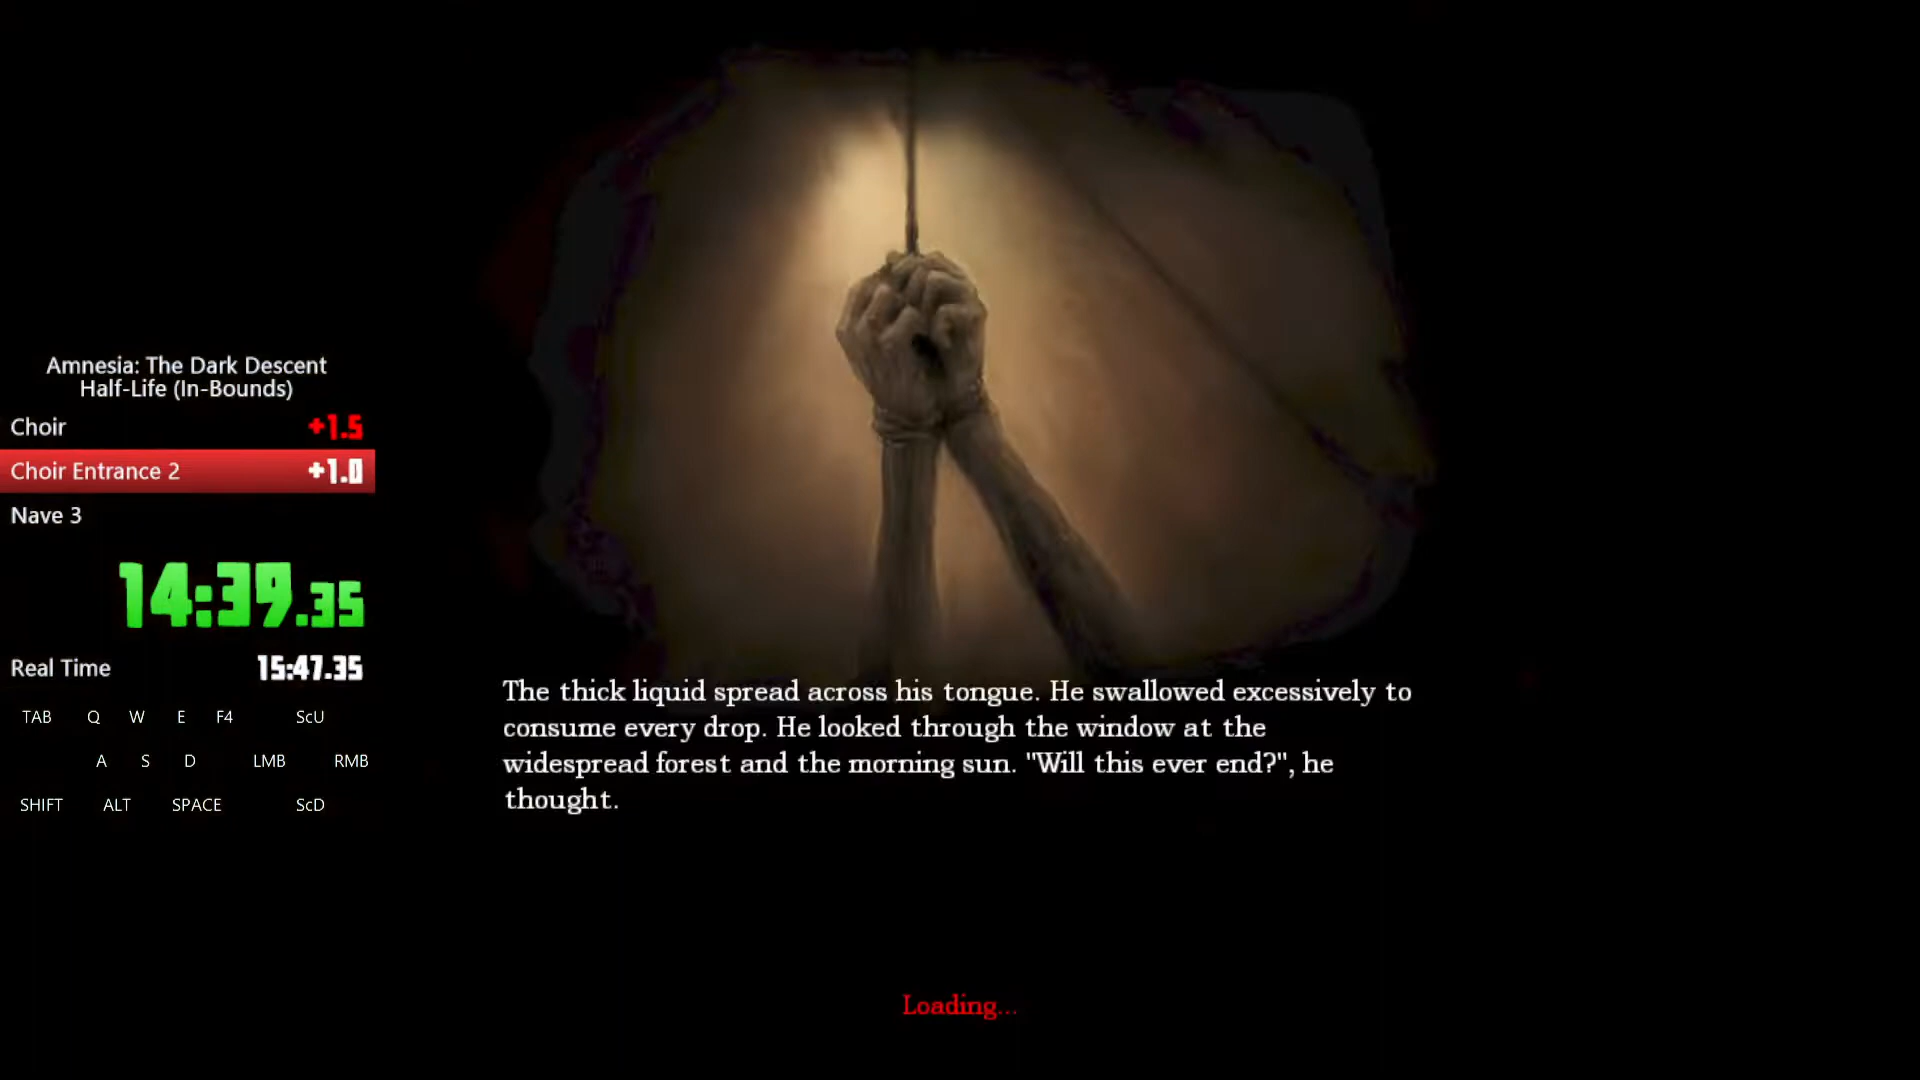 Amnesia: The Dark Descent
Half-Life (In-Bounds)
Choir +1.5
Choir Entrance 2 +1.0
Nave 3
14:39.35
Real Time 15:47.35
TAB Q W E F4 ScU
A S D LMB RMB
SHIFT ALT SPACE ScD
The thick liquid spread across his tongue. He swallowed excessively to
consume every drop. He looked through the window at the
widespread forest and the morning sun. "Will this ever end?", he
thought.
Loading...